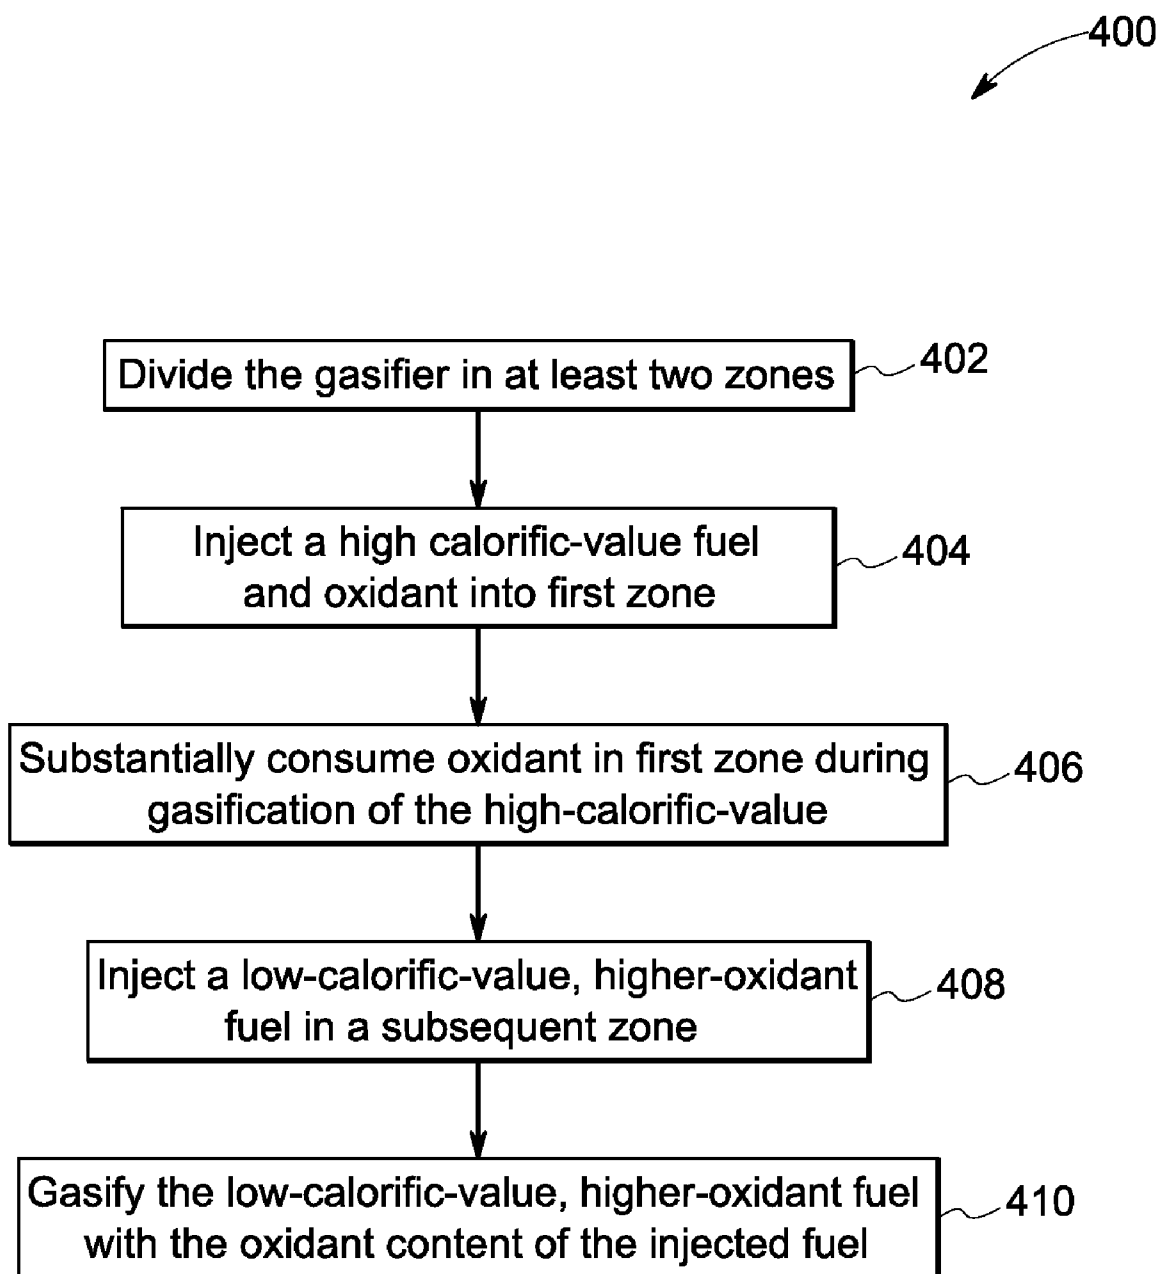 400
Divide the gasifier in at least two zones
402
Inject a high calorific-value fuel
and oxidant into first zone
404
Substantially consume oxidant in first zone during
gasification of the high-calorific-value
406
Inject a low-calorific-value, higher-oxidant
fuel in a subsequent zone
408
Gasify the low-calorific-value, higher-oxidant fuel
with the oxidant content of the injected fuel
410